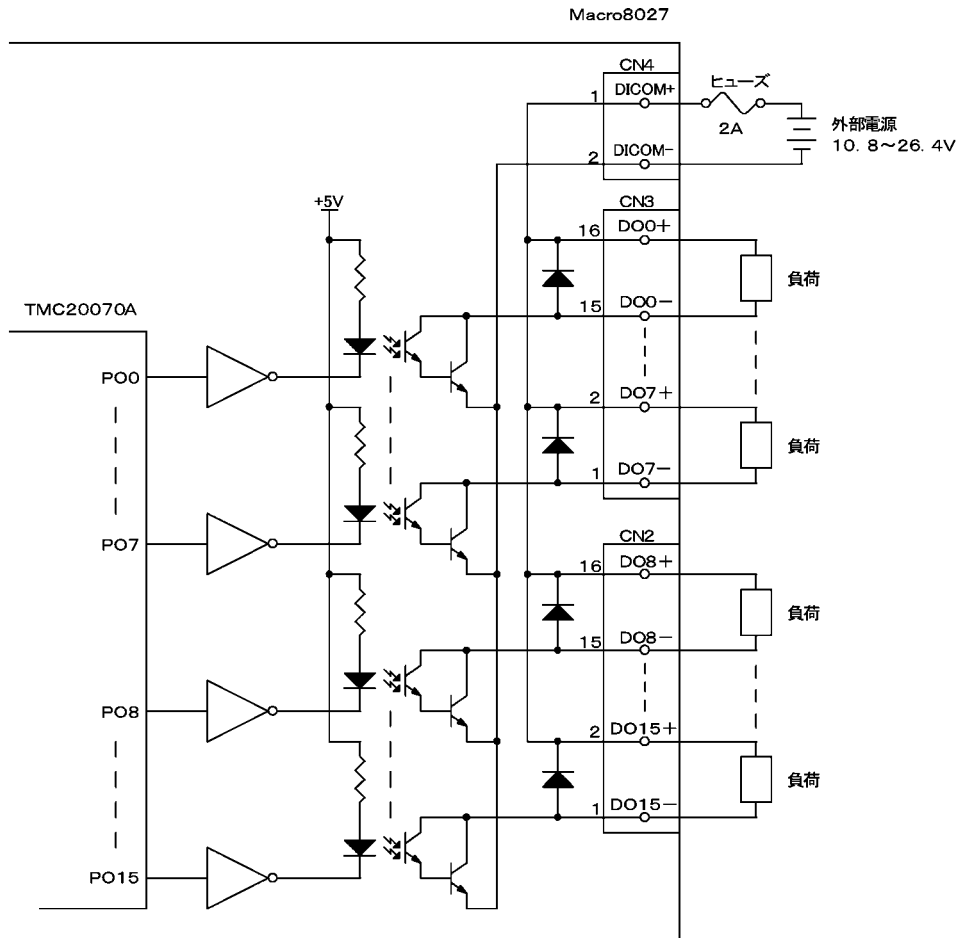 Macro8027
CN4
DICOM+
1
ヒューズ
2A
外部電源
10.8～26.4V
DICOM-
2
CN3
+5V
16
DO0+
負荷
TMC20070A
15
DO0-
PO0
2
DO7+
負荷
1
DO7-
PO7
CN2
16
DO8+
負荷
15
DO8-
PO8
2
DO15+
負荷
1
DO15-
PO15